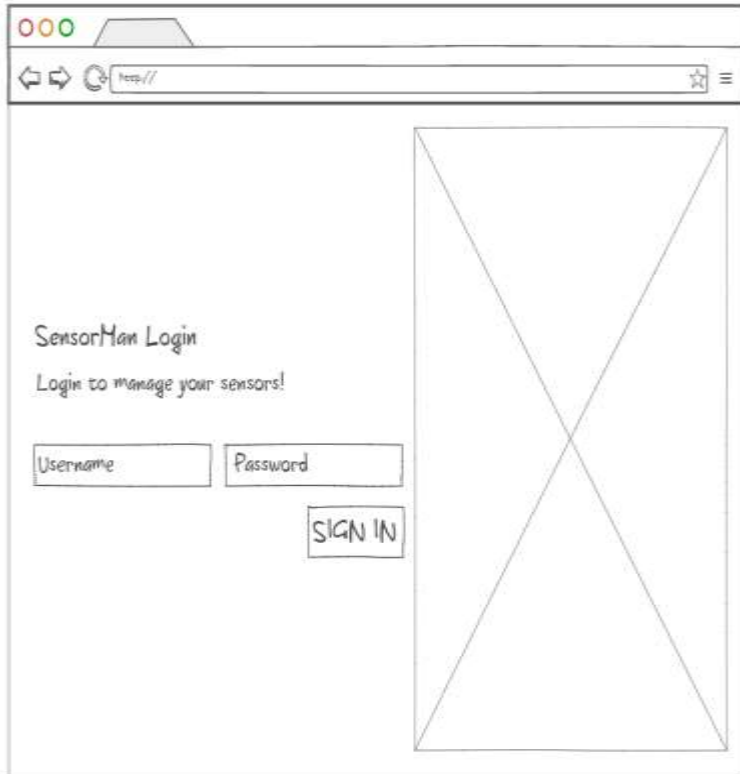 http://
SensorMan Login
Login to manage your sensors!
Username
Password
SIGN IN